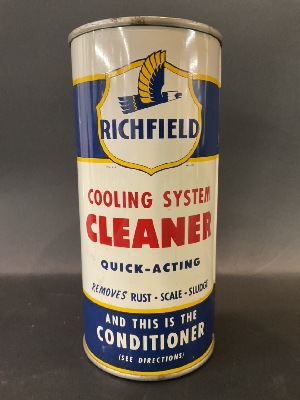 RICHFIELD
COOLING SYSTEM
CLEANER
QUICK-ACTING
REMOVES RUST - SCALE - SLUDGE
AND THIS IS THE
CONDITIONER
(SEE DIRECTIONS)